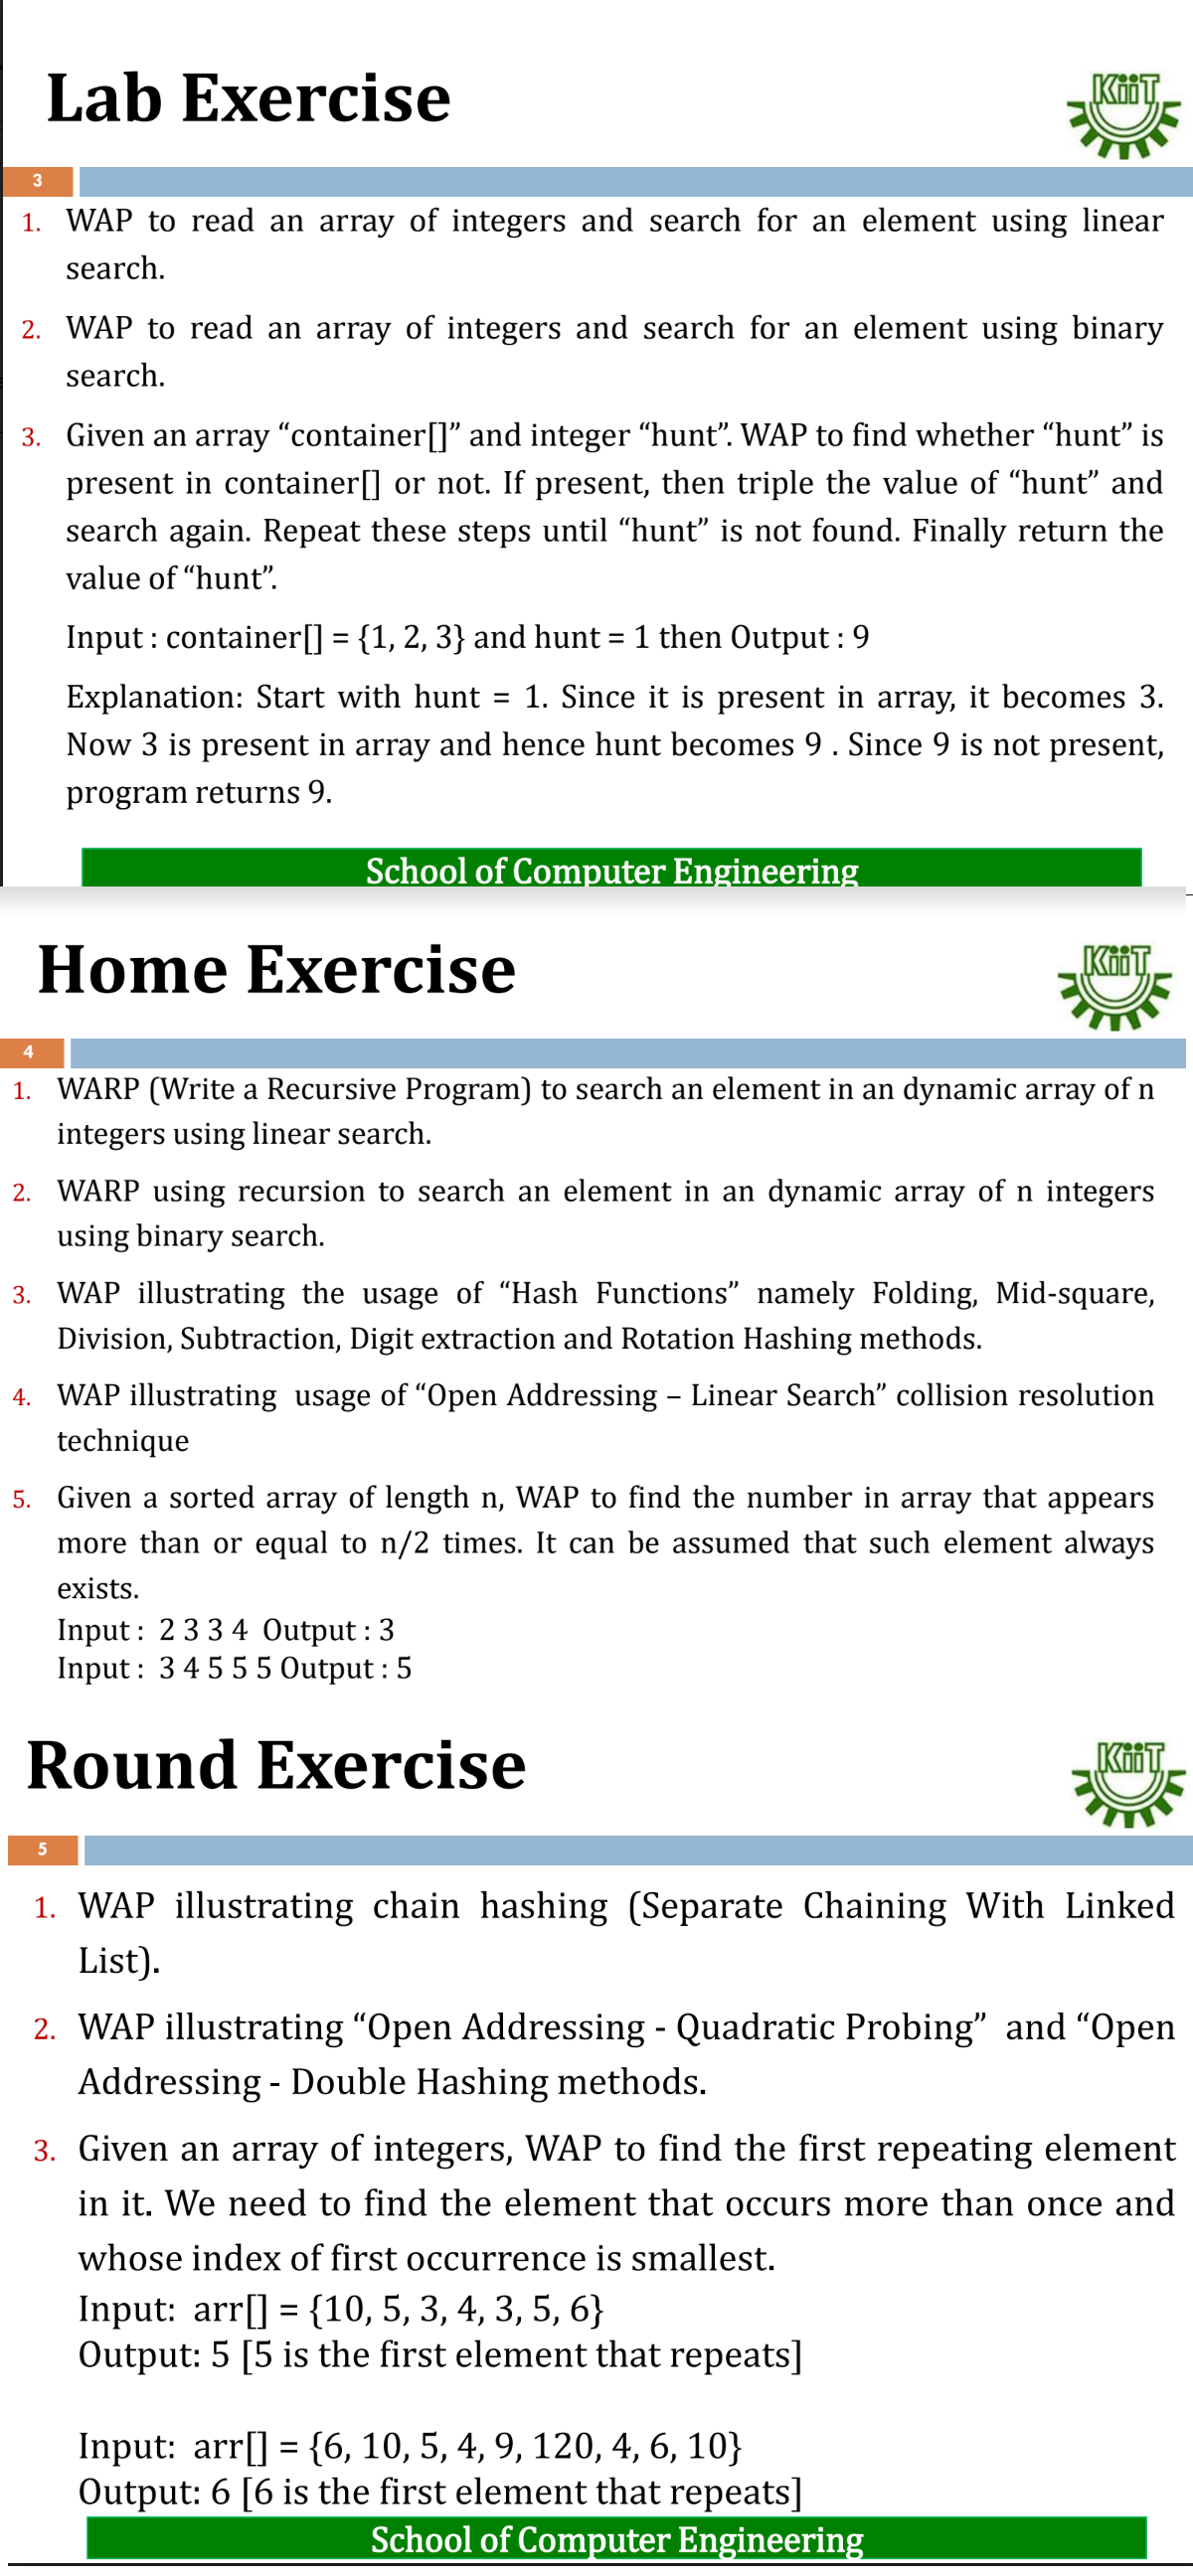 Lab Exercise
KiiT
3
1. WAP to read an array of integers and search for an element using linear
search.
2. WAP to read an array of integers and search for an element using binary
search.
3. Given an array “container[]” and integer “hunt”. WAP to find whether “hunt” is
present in container[] or not. If present, then triple the value of “hunt” and
search again. Repeat these steps until “hunt” is not found. Finally return the
value of “hunt”.
Input : container[] = {1, 2, 3} and hunt = 1 then Output : 9
Explanation: Start with hunt = 1. Since it is present in array, it becomes 3.
Now 3 is present in array and hence hunt becomes 9 . Since 9 is not present,
program returns 9.
School of Computer Engineering
Home Exercise
KiiT
4
1. WARP (Write a Recursive Program) to search an element in an dynamic array of n
integers using linear search.
2. WARP using recursion to search an element in an dynamic array of n integers
using binary search.
3. WAP illustrating the usage of “Hash Functions” namely Folding, Mid-square,
Division, Subtraction, Digit extraction and Rotation Hashing methods.
4. WAP illustrating usage of “Open Addressing – Linear Search” collision resolution
technique
5. Given a sorted array of length n, WAP to find the number in array that appears
more than or equal to n/2 times. It can be assumed that such element always
exists.
Input : 2 3 3 4 Output : 3
Input : 3 4 5 5 5 Output : 5
Round Exercise
KiiT
5
1. WAP illustrating chain hashing (Separate Chaining With Linked
List).
2. WAP illustrating “Open Addressing - Quadratic Probing” and “Open
Addressing - Double Hashing methods.
3. Given an array of integers, WAP to find the first repeating element
in it. We need to find the element that occurs more than once and
whose index of first occurrence is smallest.
Input: arr[] = {10, 5, 3, 4, 3, 5, 6}
Output: 5 [5 is the first element that repeats]
Input: arr[] = {6, 10, 5, 4, 9, 120, 4, 6, 10}
Output: 6 [6 is the first element that repeats]
School of Computer Engineering